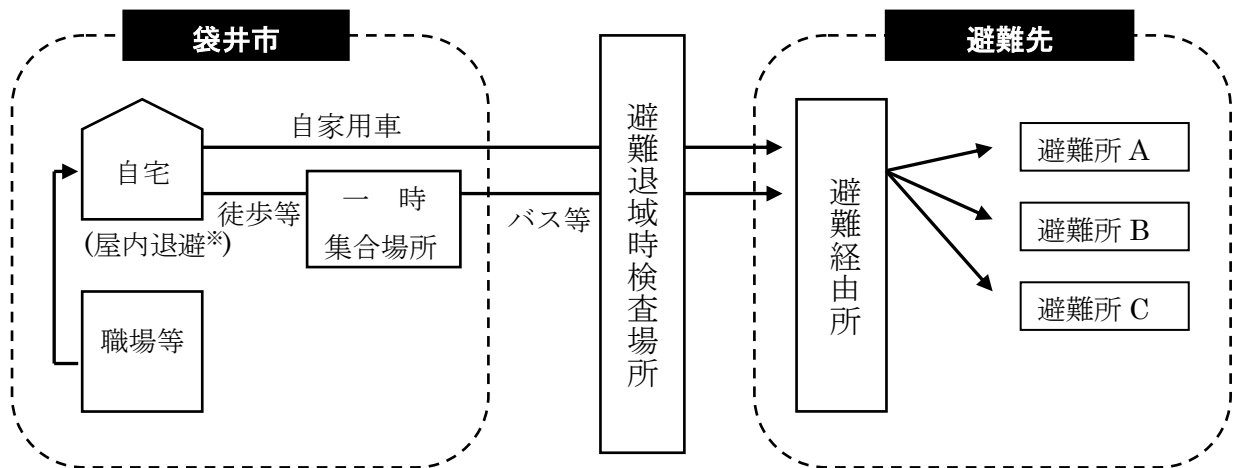 袋井市
避難先
自家用車
自宅
徒歩等
一 時
集合場所
(屋内退避※)
職場等
バス等
避難退域時検査場所
避難経由所
避難所 A
避難所 B
避難所 C